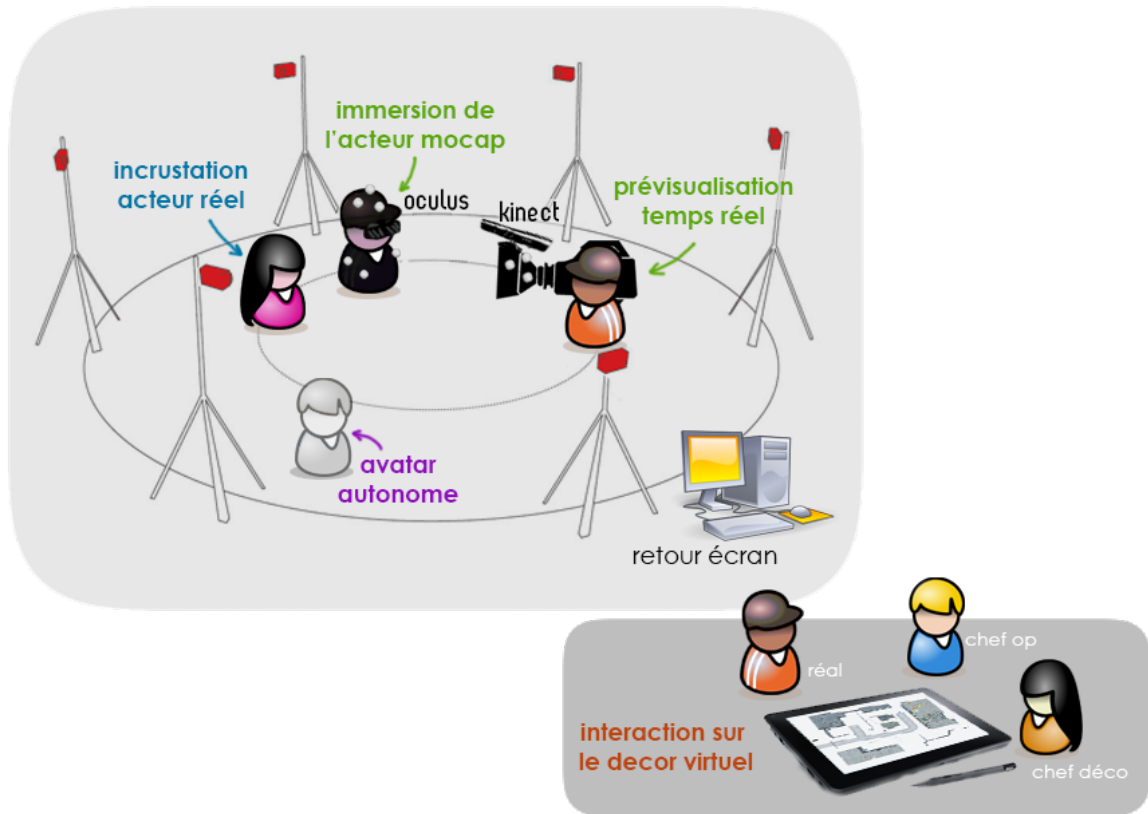 immersion de
l'acteur mocap
incrustation
acteur réel
oculus
kinect
prévisualisation
temps réel
avatar
autonome
retour écran
réal
chef op
interaction sur
le decor virtuel
chef déco